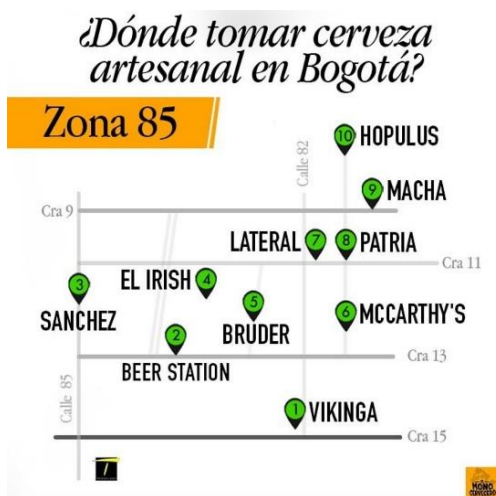 ¿Dónde tomar cerveza
artesanal en Bogotá?
Zona 85
Calle 82
10 HOPULUS
9 MACHA
Cra 9
LATERAL 7
8 PATRIA
Cra 11
3
SANCHEZ
EL IRISH 4
5
BRUDER
6 MCCARTHY'S
2
BEER STATION
Cra 13
Calle 85
1 VIKINGA
Cra 15
MONO
CERVECERO